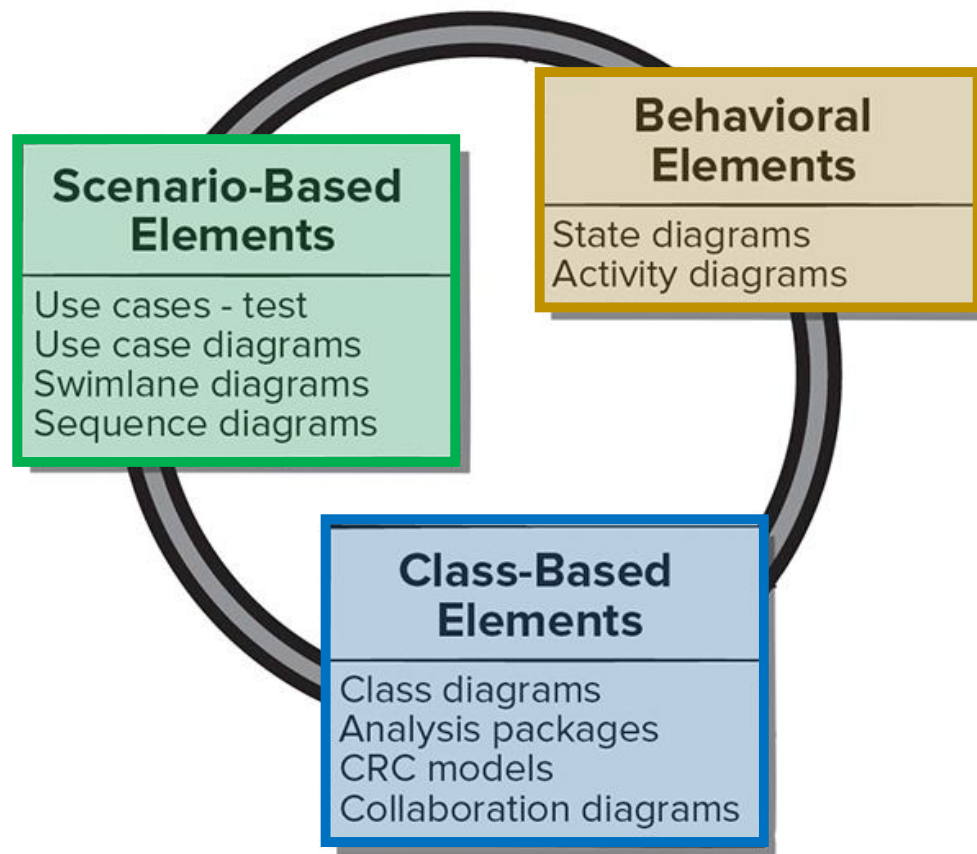 Scenario-Based
Elements
Use cases - test
Use case diagrams
Swimlane diagrams
Sequence diagrams
Behavioral
Elements
State diagrams
Activity diagrams
Class-Based
Elements
Class diagrams
Analysis packages
CRC models
Collaboration diagrams